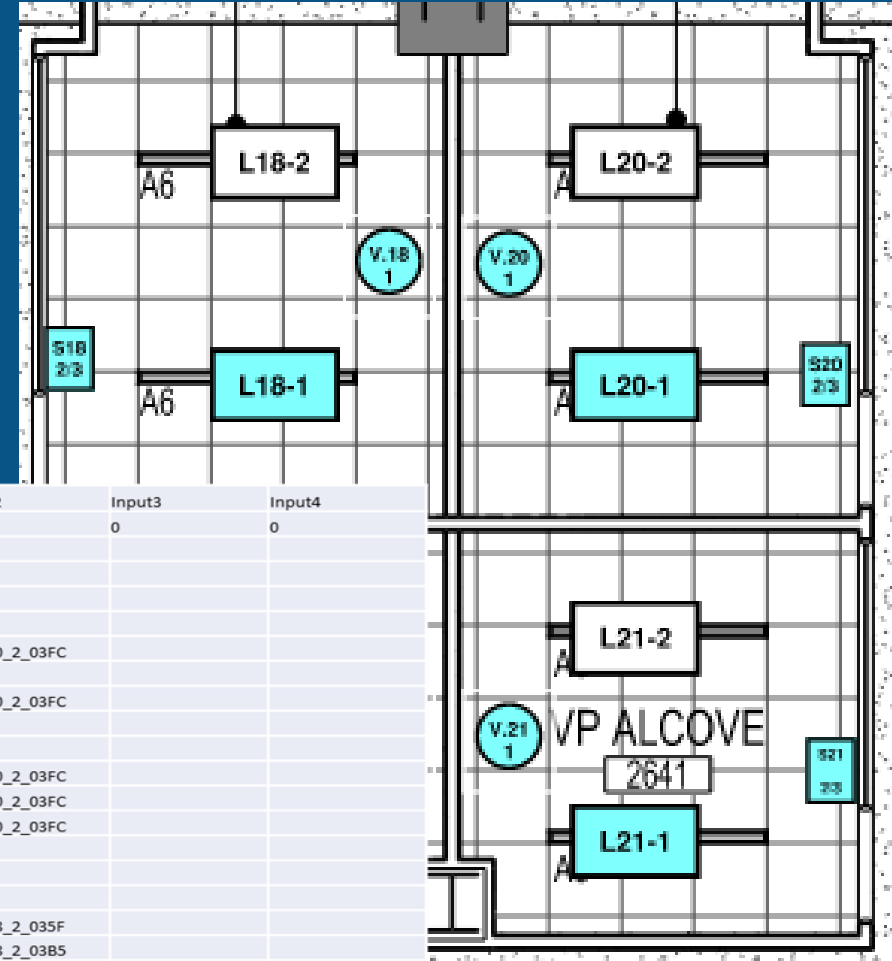 L18-2
L20-2
A6
A
V.18
1
V.20
1
S18
2/3
S20
2/3
L18-1
L20-1
A6
A
Input3
Input4
0
0
L21-2
A
_2_03FC
_2_03FC
V.21
1
VP ALCOVE
2641
S21
2/3
_2_03FC
_2_03FC
_2_03FC
L21-1
_2_035F
_2_03B5